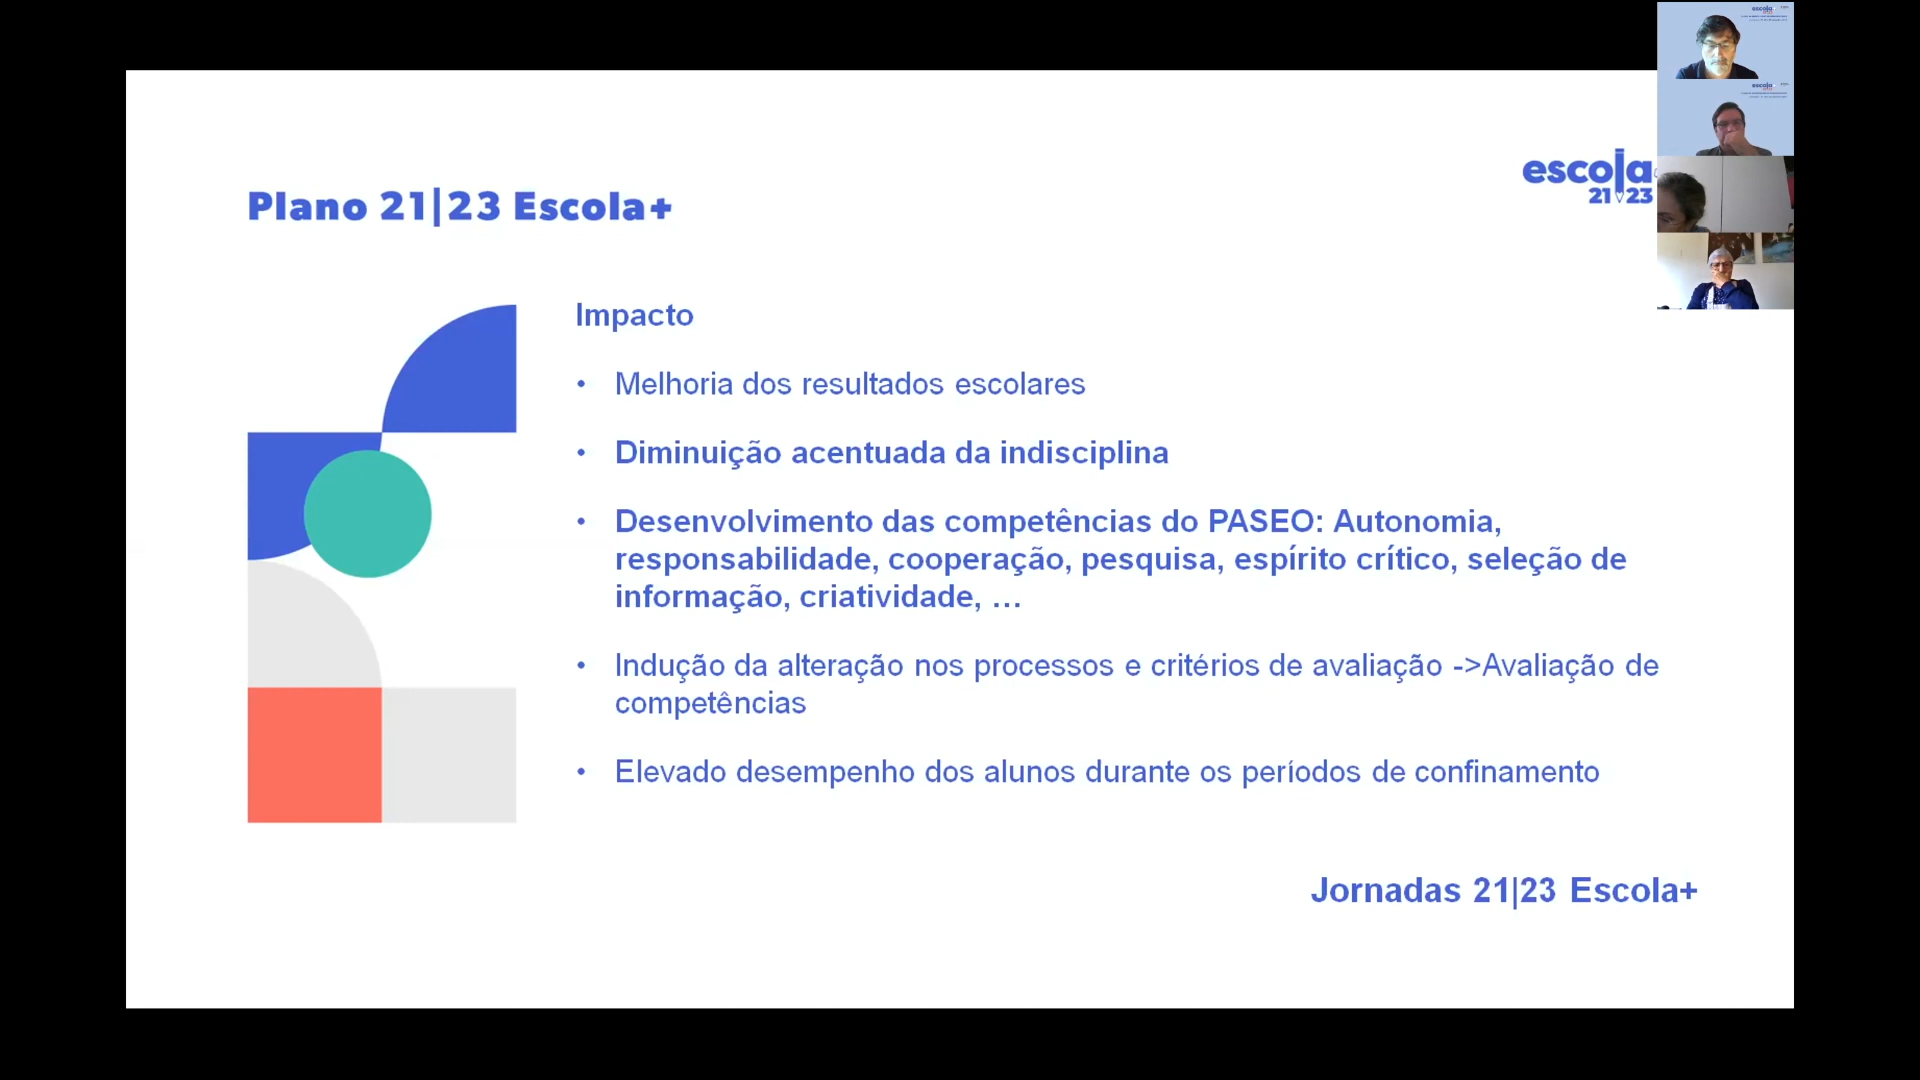 Plano 21|23 Escola+
escola
21 23
Impacto
• Melhoria dos resultados escolares
• Diminuição acentuada da indisciplina
• Desenvolvimento das competências do PASEO: Autonomia,
responsabilidade, cooperação, pesquisa, espírito crítico, seleção de
informação, criatividade, …
• Indução da alteração nos processos e critérios de avaliação ->Avaliação de
competências
• Elevado desempenho dos alunos durante os períodos de confinamento
Jornadas 21|23 Escola+
escola
escola